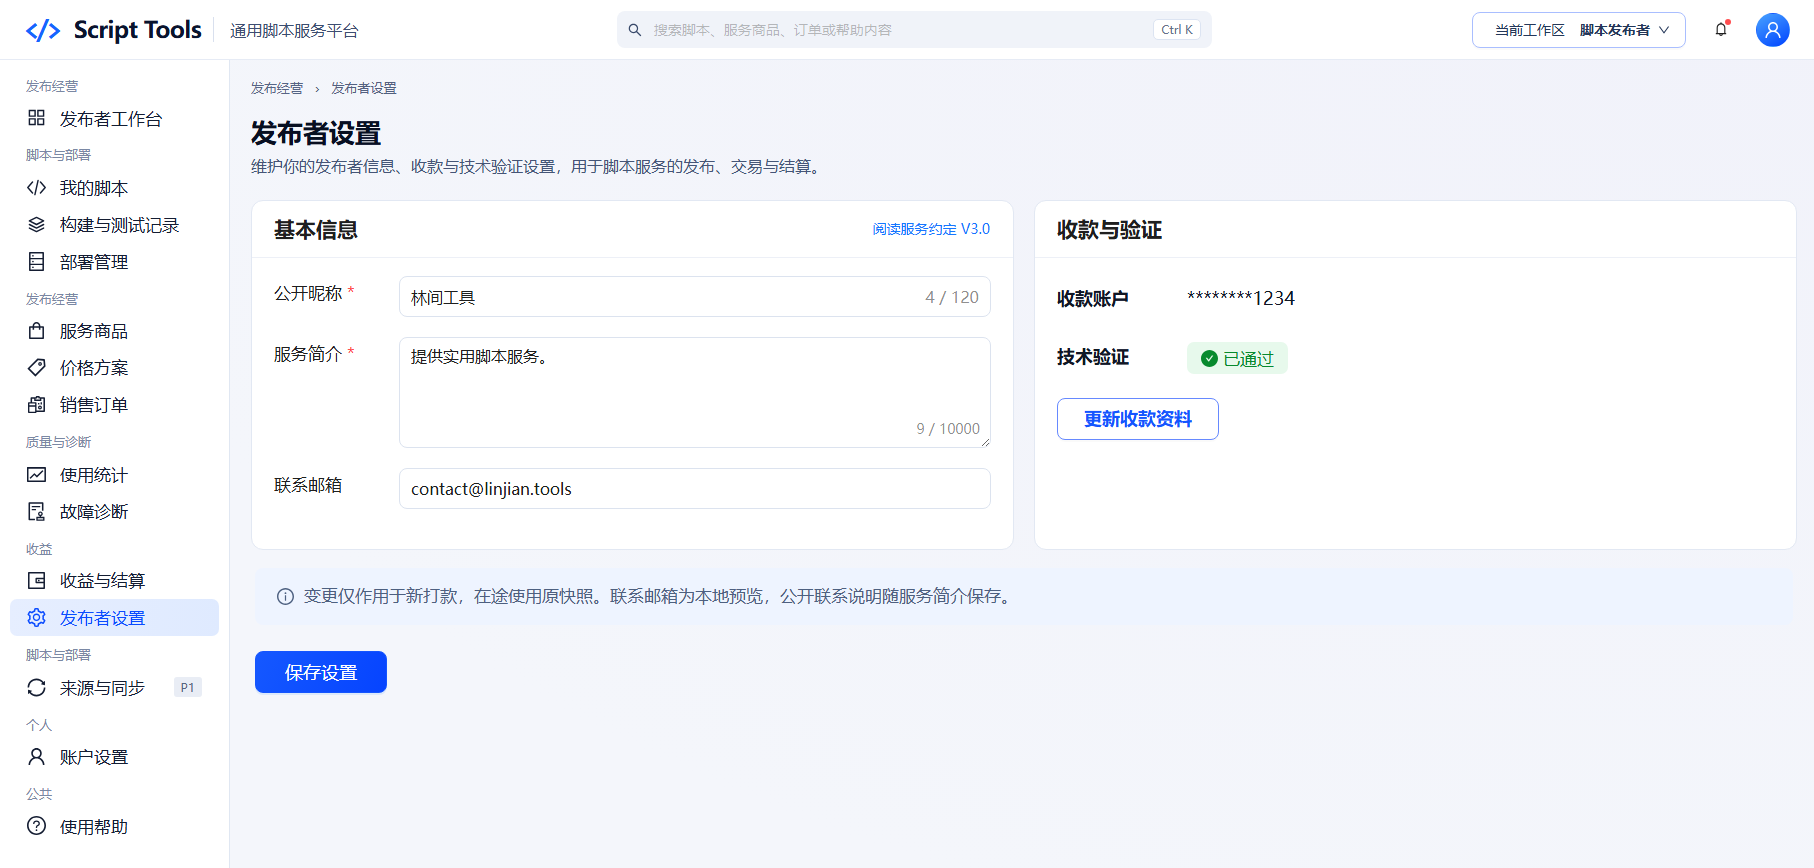 Script Tools
通用脚本服务平台
搜索脚本、服务商品、订单或帮助内容
Ctrl K
当前工作区 脚本发布者
发布经营
发布者工作台
脚本与部署
我的脚本
构建与测试记录
部署管理
发布经营
服务商品
价格方案
销售订单
质量与诊断
使用统计
故障诊断
收益
收益与结算
发布者设置
脚本与部署
来源与同步 P1
个人
账户设置
公共
使用帮助
发布经营 › 发布者设置
发布者设置
维护你的发布者信息、收款与技术验证设置，用于脚本服务的发布、交易与结算。
基本信息
阅读服务约定 V3.0
公开昵称 *
林间工具
4 / 120
服务简介 *
提供实用脚本服务。
9 / 10000
联系邮箱
contact@linjian.tools
收款与验证
收款账户
********1234
技术验证
已通过
更新收款资料
变更仅作用于新打款，在途使用原快照。联系邮箱为本地预览，公开联系说明随服务简介保存。
保存设置